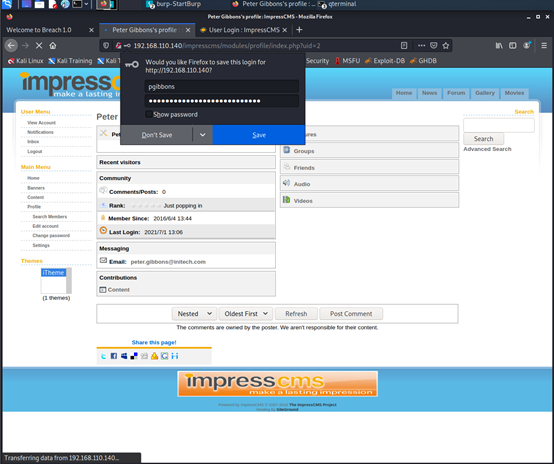 burp-StartBurp
Peter Gibbons's profile :
qterminal
Peter Gibbons's profile : ImpressCMS — Mozilla Firefox
Welcome to Breach 1.0
Peter Gibbons's profile :
User Login : ImpressCMS
192.168.110.140/impresscms/modules/profile/index.php?uid=2
Kali Linux
Kali Training
Security
MSFU
Exploit-DB
GHDB
Would you like Firefox to save this login for
http://192.168.110.140?
pgibbons
Show password
Don't Save
Save
impress
make a lasting im
Home
News
Forum
Gallery
Movies
User Menu
View Account
Notifications
Inbox
Logout
Main Menu
Home
Banners
Content
Profile
Search Members
Edit account
Change password
Settings
Themes
iTheme
(1 themes)
Peter
Pe
Recent visitors
Community
Comments/Posts: 0
Rank:
Just popping in
Member Since: 2016/6/4 13:44
Last Login: 2021/7/1 13:06
Messaging
Email: peter.gibbons@initech.com
Contributions
Content
ures
Groups
Friends
Audio
Videos
Search
Search
Advanced Search
Nested
Oldest First
Refresh
Post Comment
The comments are owned by the poster. We aren't responsible for their content.
Share this page!
impresscms
make a lasting impression
The ImpressCMS Project
SiteGround
Transferring data from 192.168.110.140...